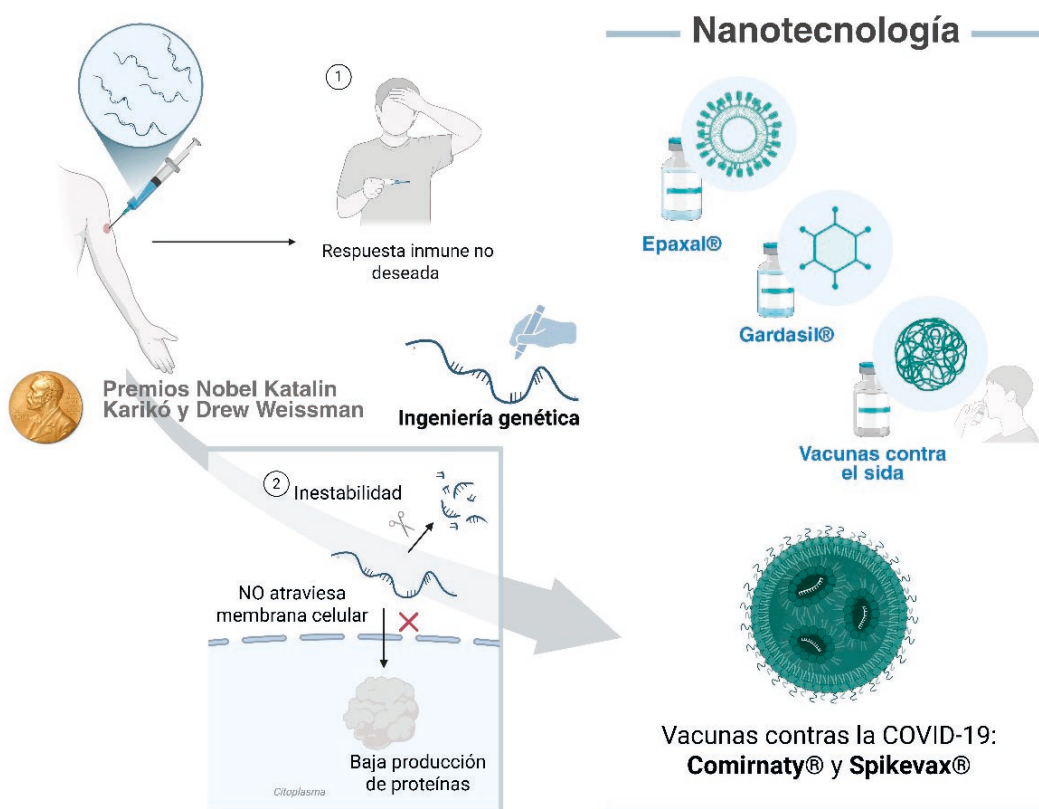 Nanotecnología
1
Respuesta inmune no
deseada
Epaxal®
Gardasil®
Vacunas contra
el sida
Premios Nobel Katalin
Karikó y Drew Weissman
Ingeniería genética
2
Inestabilidad
NO atraviesa
membrana celular
Baja producción
de proteínas
Citoplasma
Vacunas contras la COVID-19:
Comirnaty® y Spikevax®